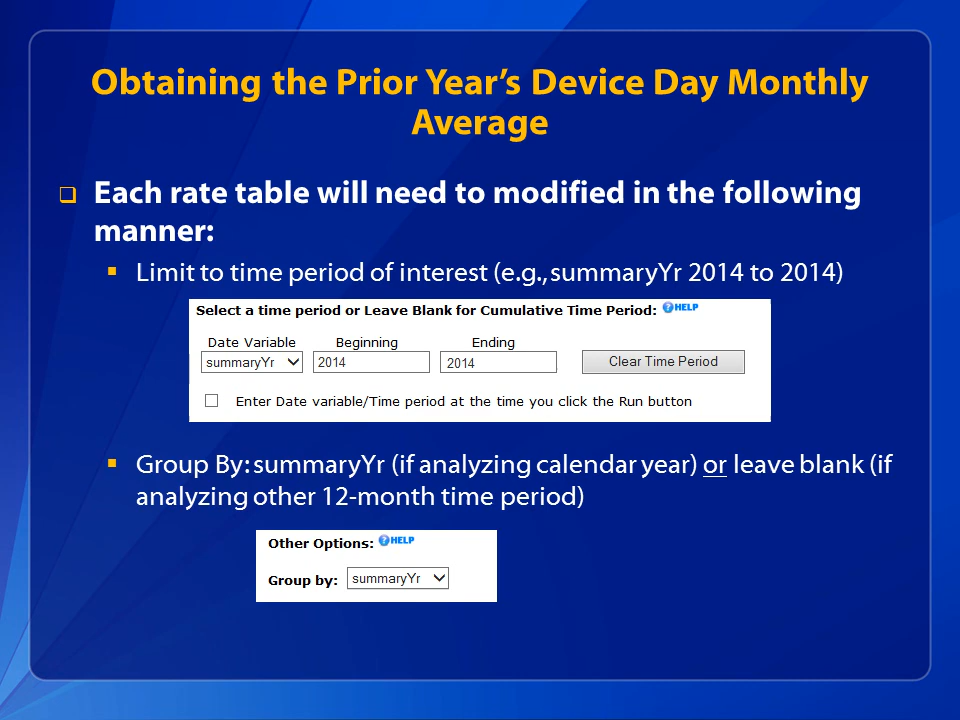 Obtaining the Prior Year's Device Day Monthly
Average
Each rate table will need to modified in the following
manner:
Limit to time period of interest (e.g., summaryYr 2014 to 2014)
Select a time period or Leave Blank for Cumulative Time Period: ?HELP
Date Variable Beginning Ending
summaryYr 2014 2014 Clear Time Period
Enter Date variable/Time period at the time you click the Run button
Group By: summaryYr (if analyzing calendar year) or leave blank (if
analyzing other 12-month time period)
Other Options: ?HELP
Group by: summaryYr